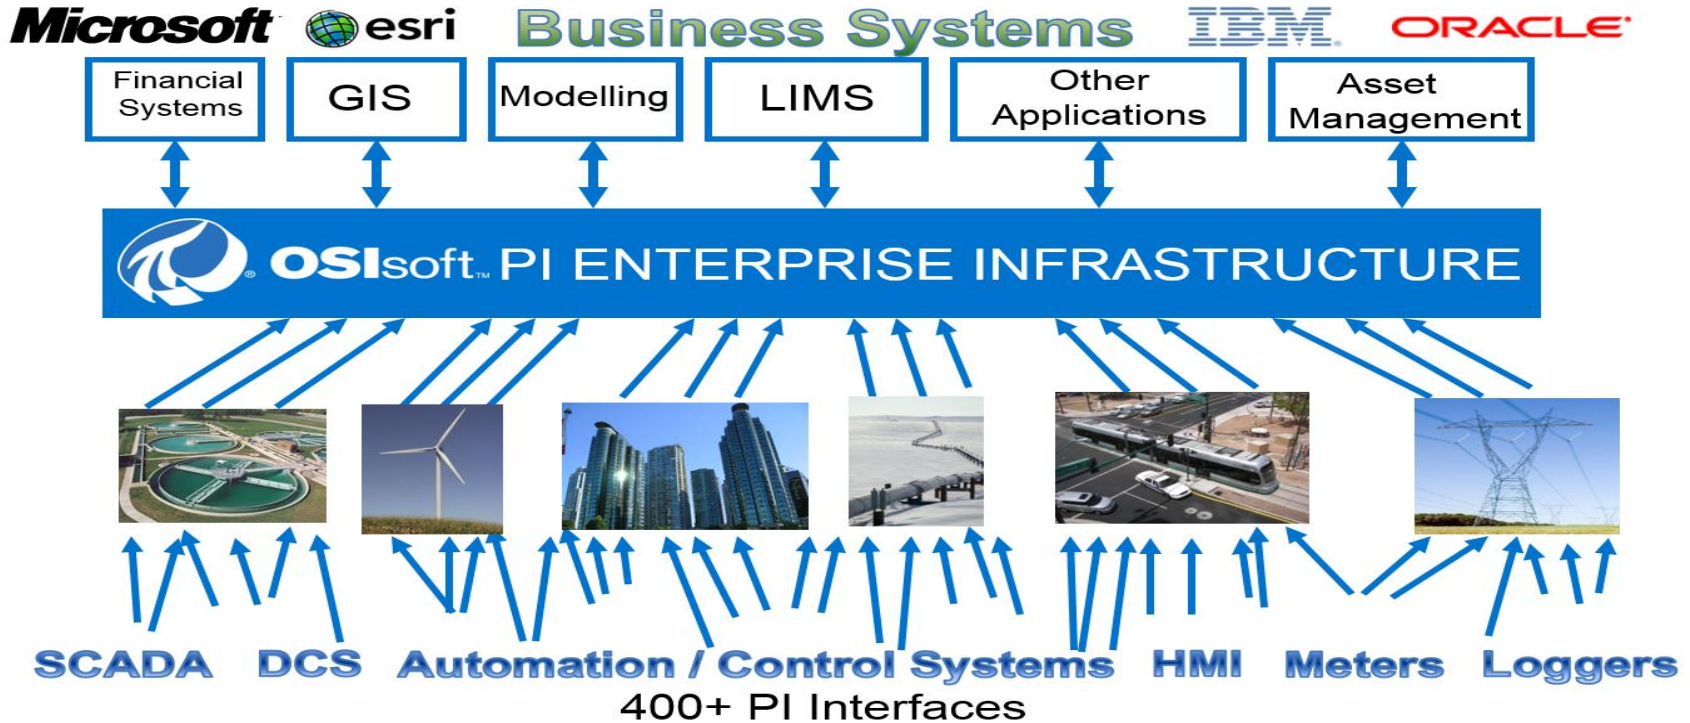 Microsoft esri Business Systems IBM. ORACLE
Financial
Systems
GIS
Modelling
LIMS
Other
Applications
Asset
Management
OSIsoft™ PI ENTERPRISE INFRASTRUCTURE
SCADA DCS Automation / Control Systems HMI Meters Loggers
400+ PI Interfaces